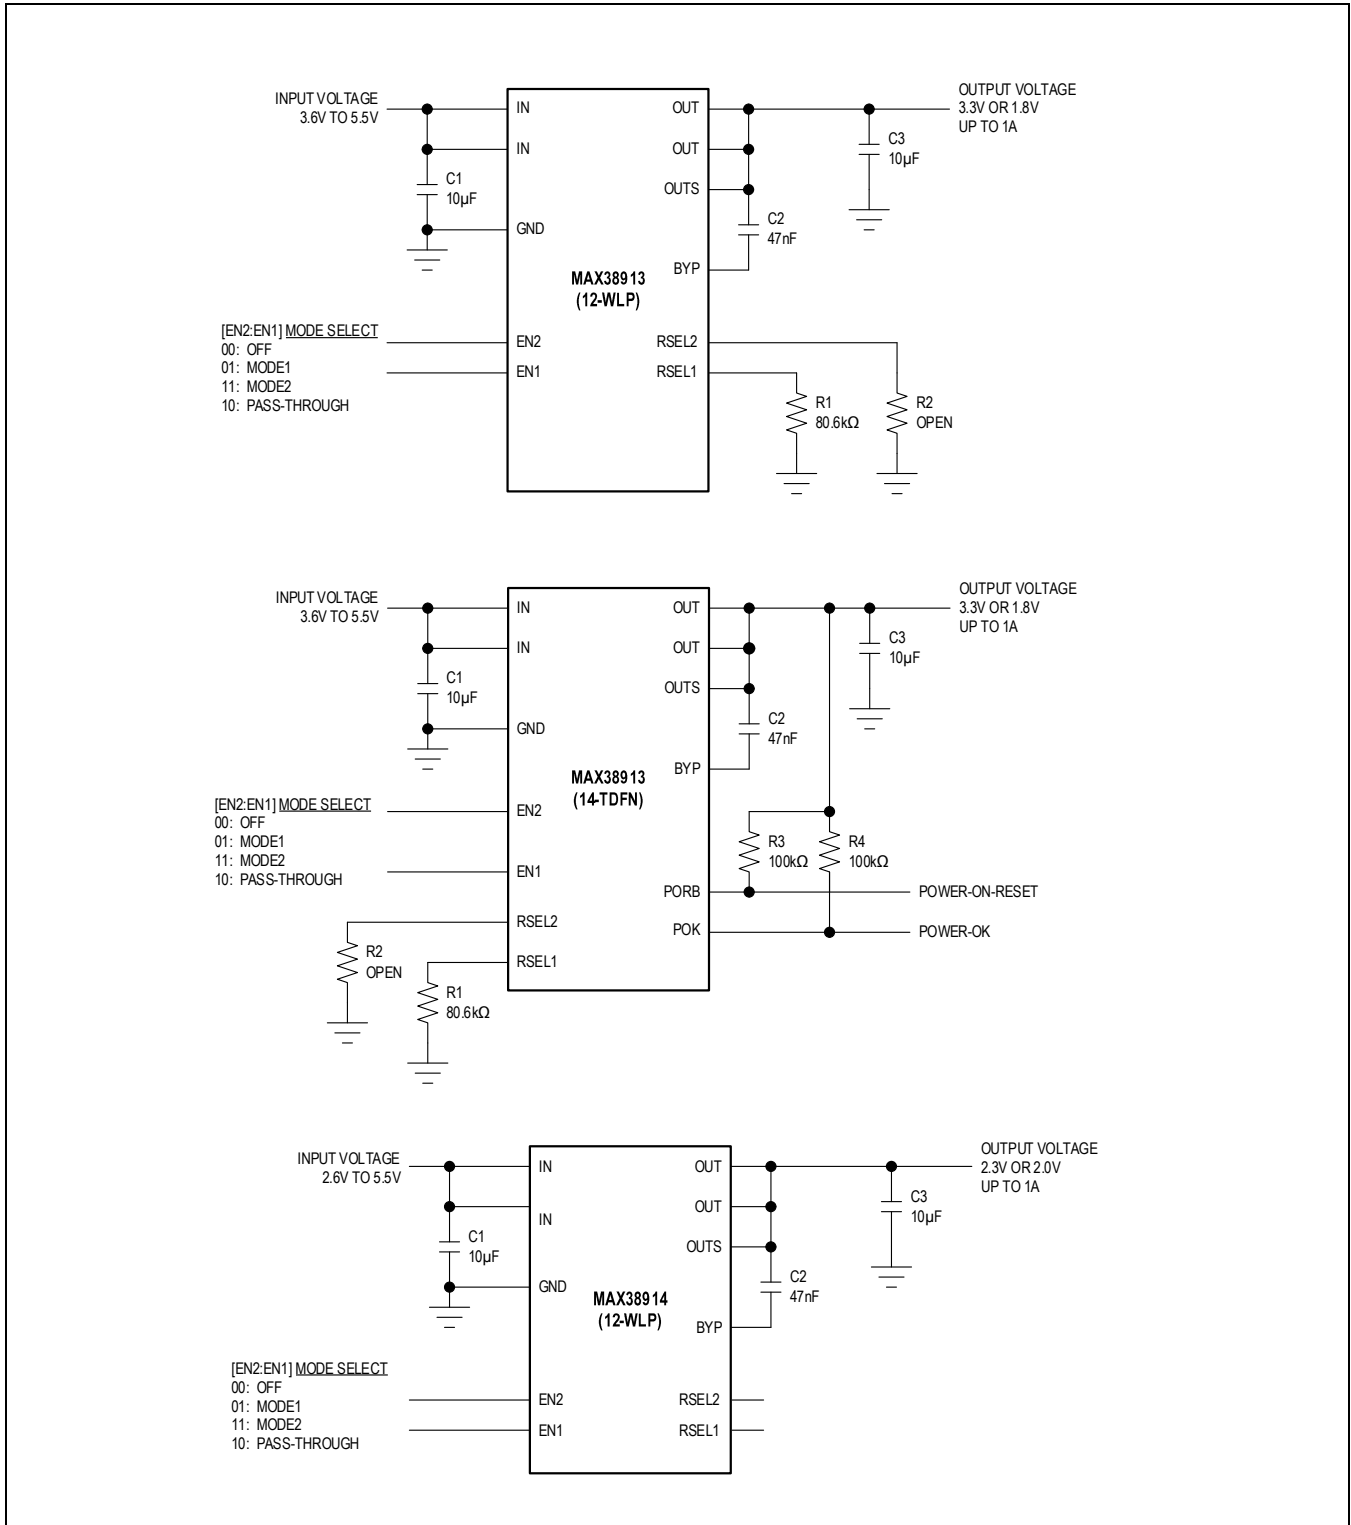 INPUT VOLTAGE
3.6V TO 5.5V
IN
IN
C1
10µF
GND
MAX38913
(12-WLP)
[EN2:EN1] MODE SELECT
00: OFF
01: MODE1
11: MODE2
10: PASS-THROUGH
EN2
EN1
OUT
OUT
OUTS
BYP
C2
47nF
C3
10µF
OUTPUT VOLTAGE
3.3V OR 1.8V
UP TO 1A
RSEL2
RSEL1
R1
80.6kΩ
R2
OPEN
INPUT VOLTAGE
3.6V TO 5.5V
IN
IN
C1
10µF
GND
MAX38913
(14-TDFN)
[EN2:EN1] MODE SELECT
00: OFF
01: MODE1
11: MODE2
10: PASS-THROUGH
EN2
EN1
RSEL2
RSEL1
R2
OPEN
R1
80.6kΩ
OUT
OUT
OUTS
BYP
C2
47nF
C3
10µF
OUTPUT VOLTAGE
3.3V OR 1.8V
UP TO 1A
R3
100kΩ
R4
100kΩ
PORB
POWER-ON-RESET
POK
POWER-OK
INPUT VOLTAGE
2.6V TO 5.5V
IN
IN
C1
10µF
GND
MAX38914
(12-WLP)
[EN2:EN1] MODE SELECT
00: OFF
01: MODE1
11: MODE2
10: PASS-THROUGH
EN2
EN1
OUT
OUT
OUTS
BYP
C2
47nF
C3
10µF
OUTPUT VOLTAGE
2.3V OR 2.0V
UP TO 1A
RSEL2
RSEL1